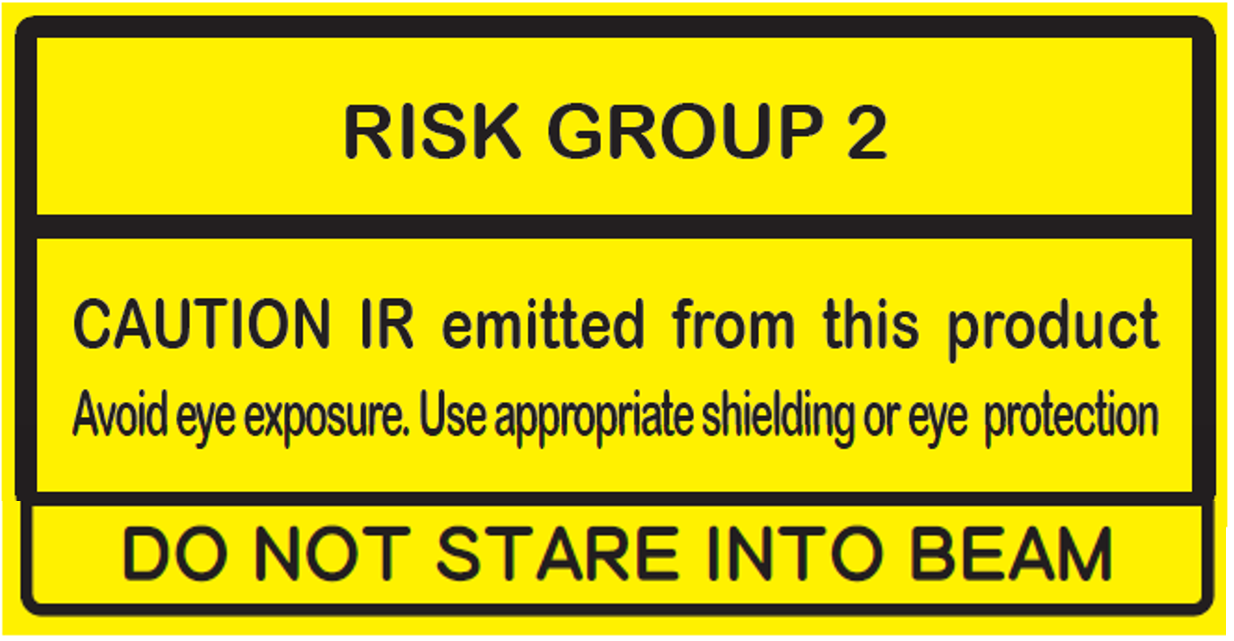 RISK GROUP 2
CAUTION IR emitted from this product
Avoid eye exposure. Use appropriate shielding or eye protection
DO NOT STARE INTO BEAM